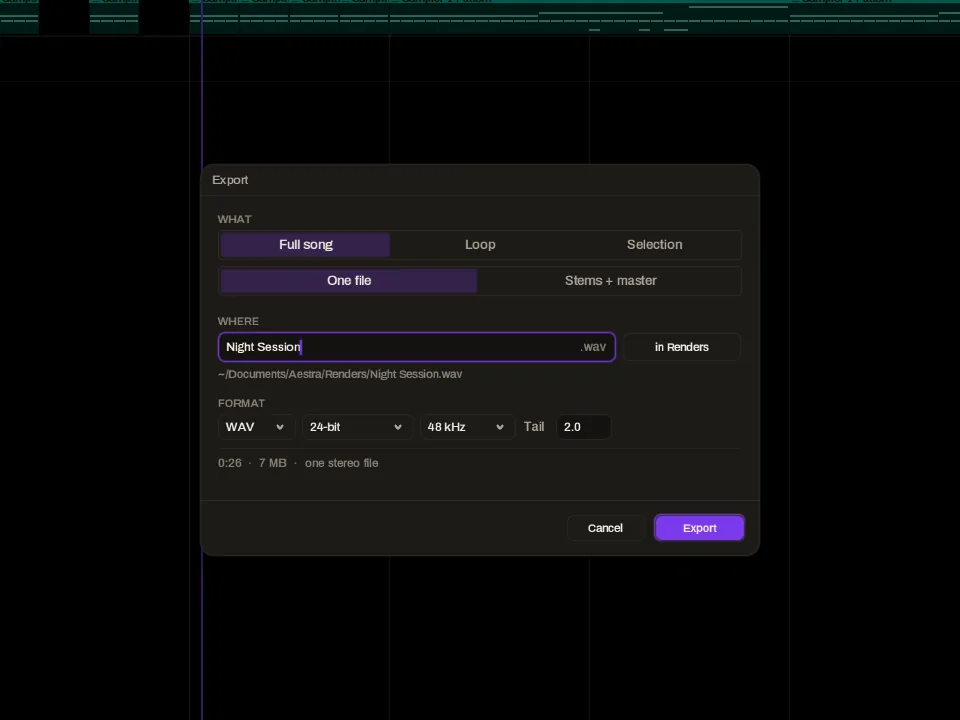 Export
WHAT
Full song Loop Selection
One file Stems + master
WHERE
Night Session .wav in Renders
~/Documents/Aestra/Renders/Night Session.wav
FORMAT
WAV 24-bit 48 kHz Tail 2.0
0:26 · 7 MB · one stereo file
Cancel Export